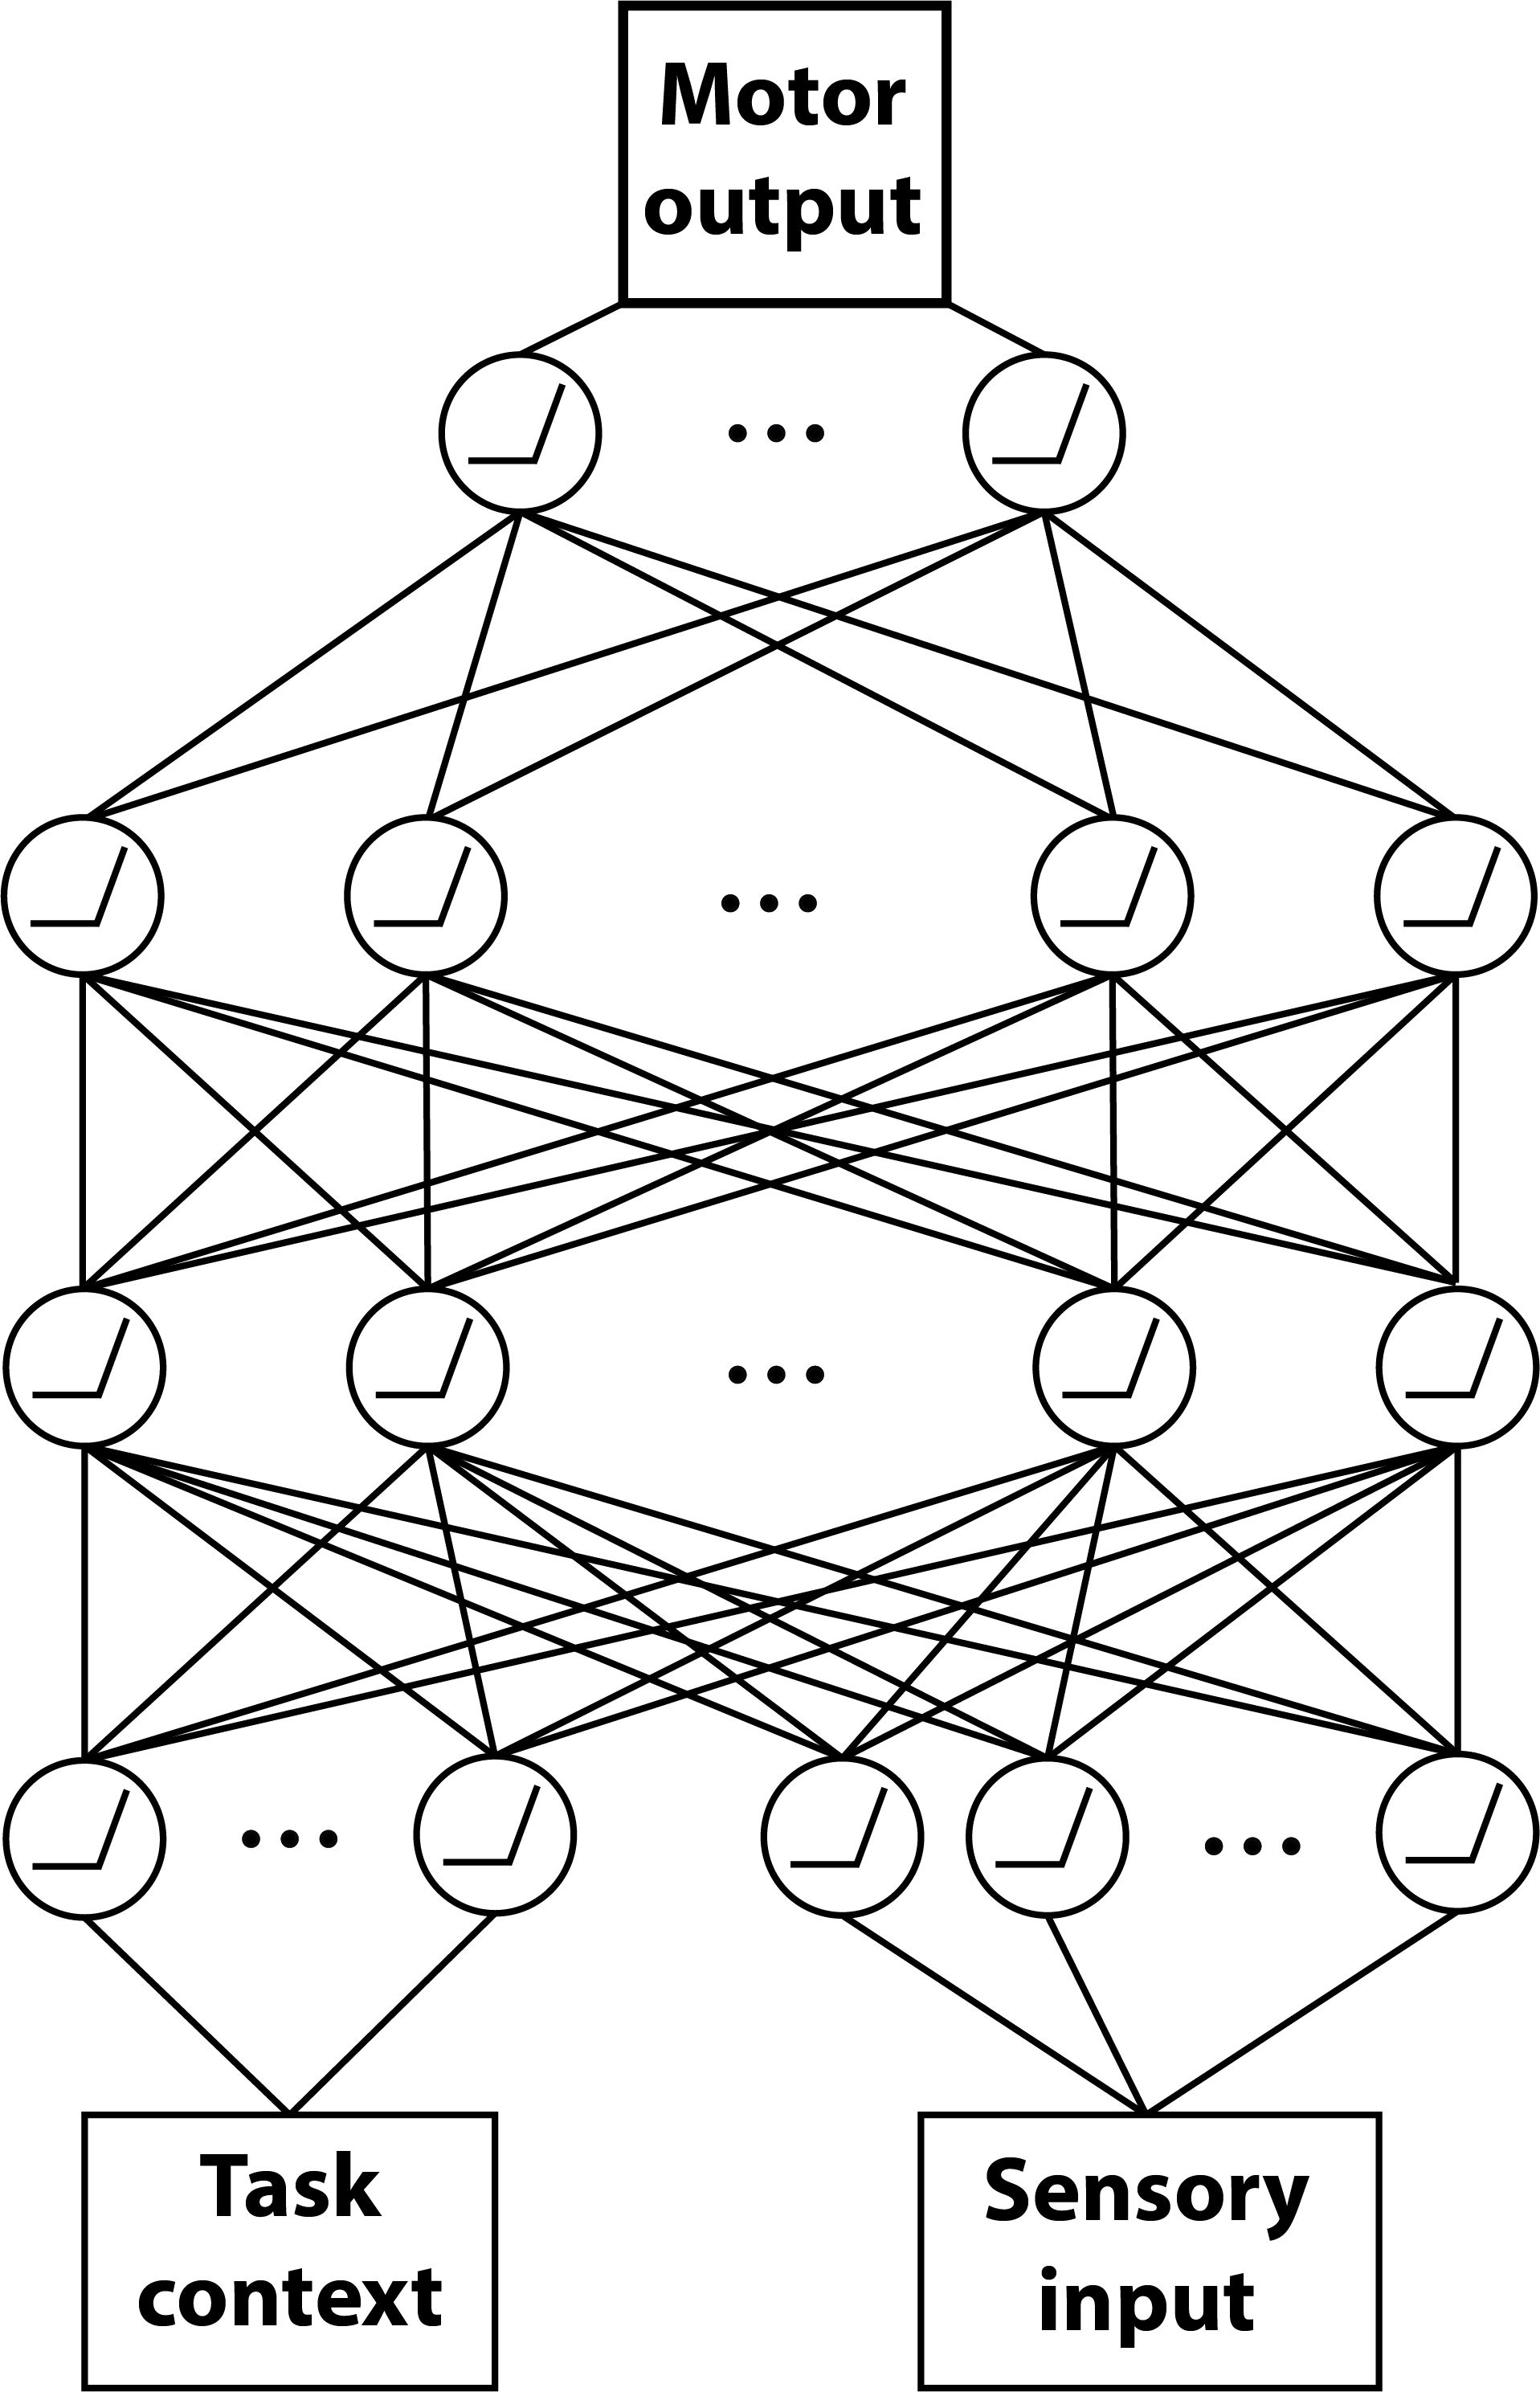 Motor
output
Task
context
Sensory
input